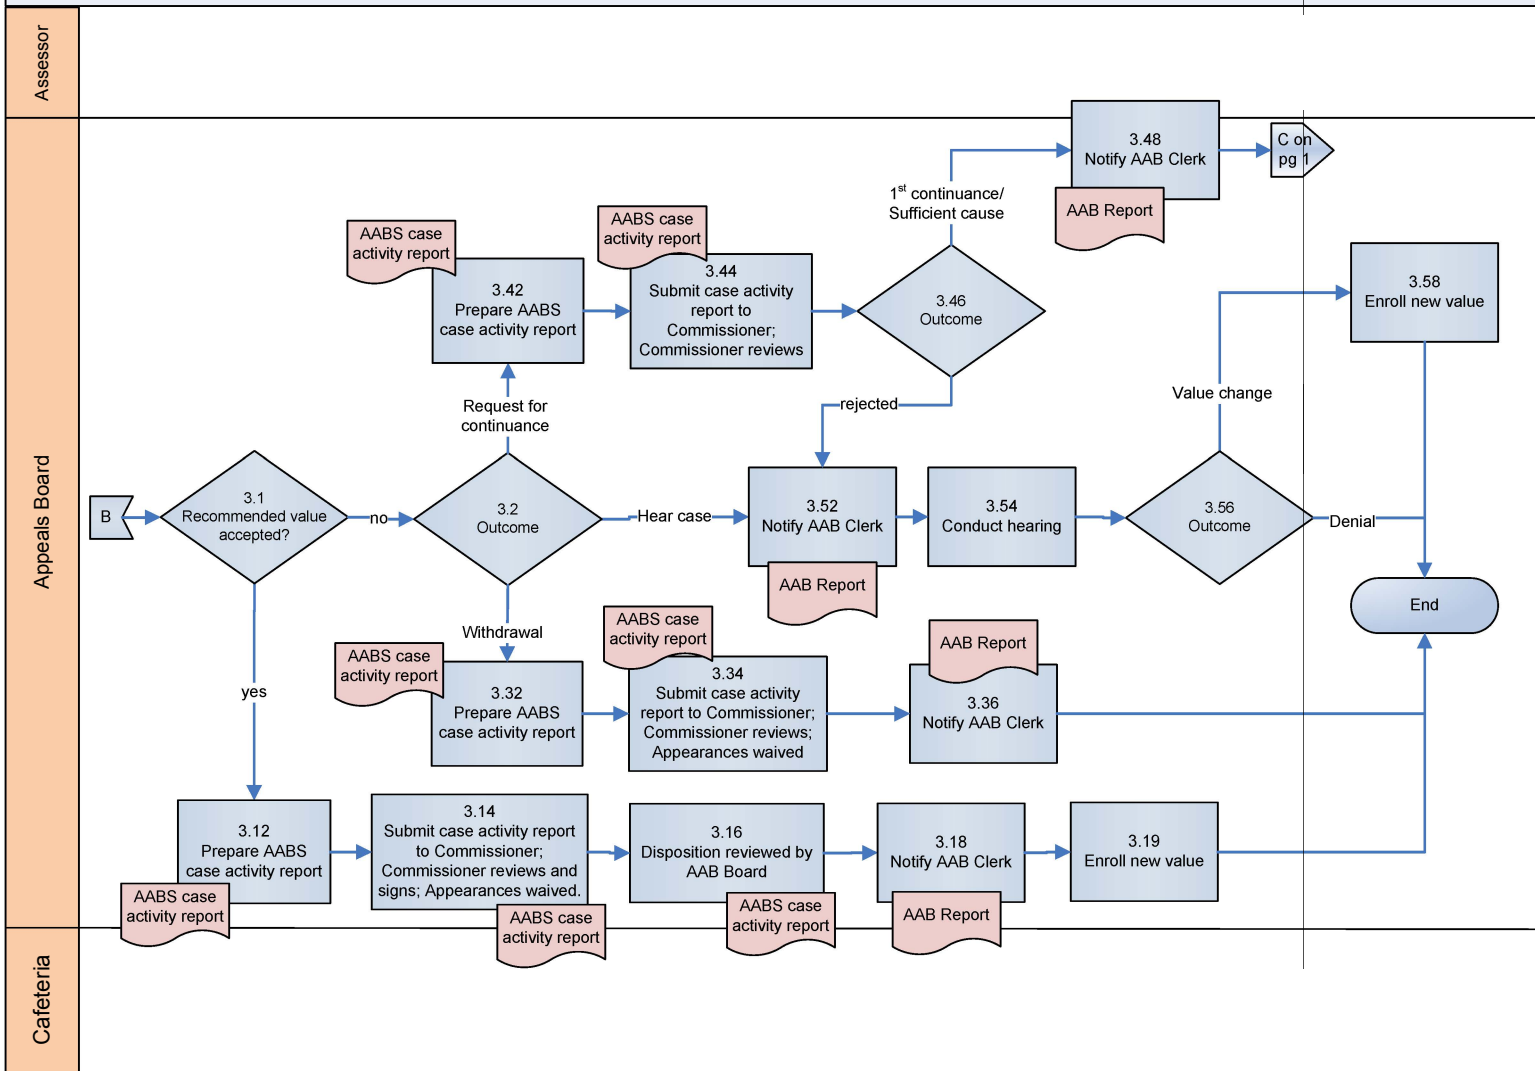 Assessor
Appeals Board
Cafeteria
3.48
Notify AAB Clerk
AAB Report
C on
pg 1
1st continuance/
Sufficient cause
AABS case
activity report
3.42
Prepare AABS
case activity report
AABS case
activity report
3.44
Submit case activity
report to
Commissioner;
Commissioner reviews
3.46
Outcome
3.58
Enroll new value
Value change
rejected
Request for
continuance
B
3.1
Recommended value
accepted?
no
3.2
Outcome
Hear case
3.52
Notify AAB Clerk
AAB Report
3.54
Conduct hearing
3.56
Outcome
Denial
End
Withdrawal
AABS case
activity report
3.32
Prepare AABS
case activity report
AABS case
activity report
3.34
Submit case activity
report to Commissioner;
Commissioner reviews;
Appearances waived
AAB Report
3.36
Notify AAB Clerk
yes
3.12
Prepare AABS
case activity report
AABS case
activity report
3.14
Submit case activity report
to Commissioner;
Commissioner reviews and
signs; Appearances waived.
AABS case
activity report
3.16
Disposition reviewed by
AAB Board
AABS case
activity report
3.18
Notify AAB Clerk
AAB Report
3.19
Enroll new value